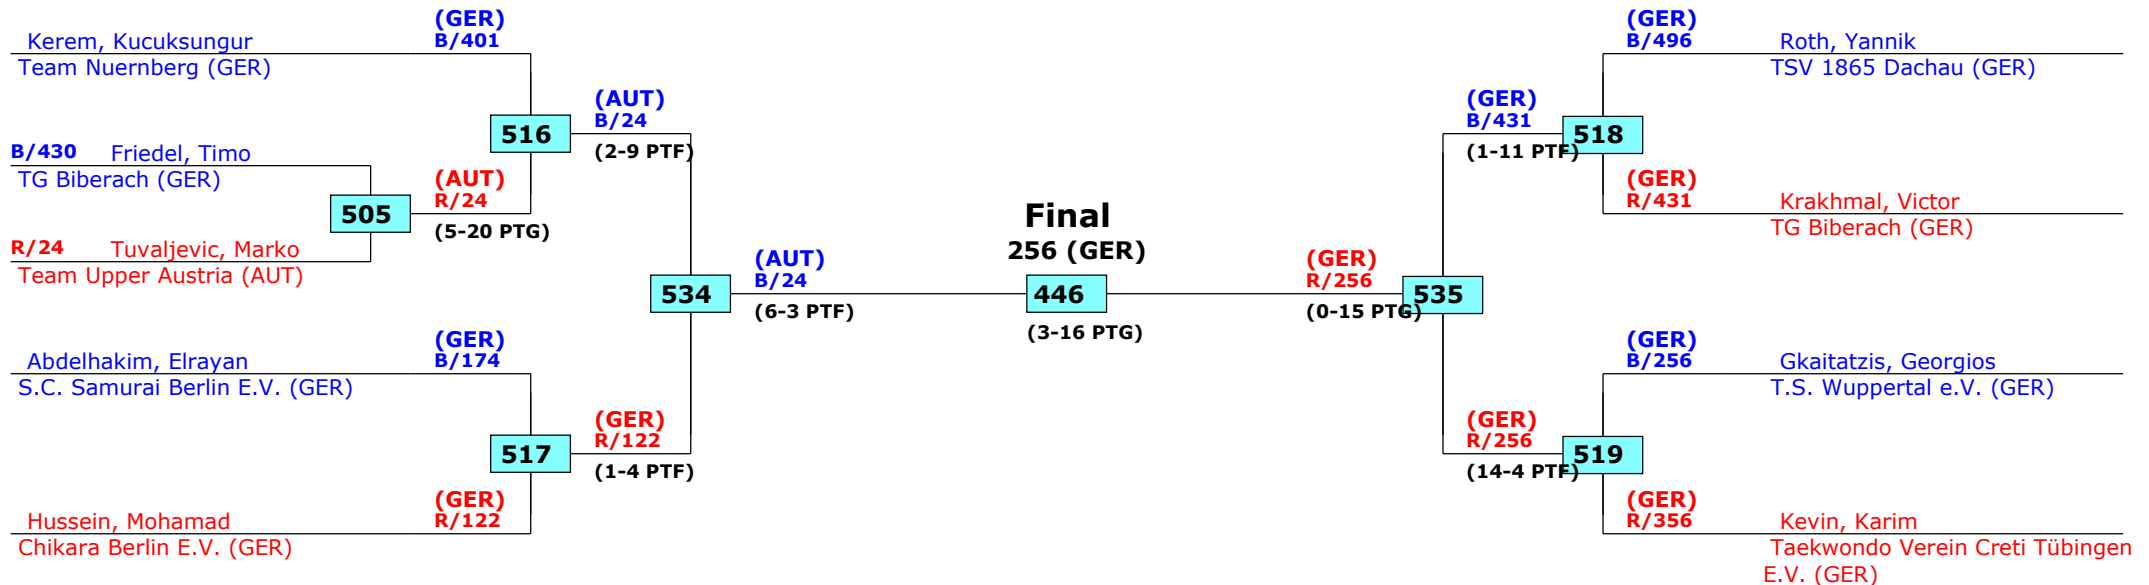 (GER)
B/401
Kerem, Kucuksungur
Team Nuernberg (GER)
B/430 Friedel, Timo
TG Biberach (GER)
505
R/24 Tuvaljevic, Marko
Team Upper Austria (AUT)
516
(AUT)
R/24
(5-20 PTG)
(AUT)
B/24
(2-9 PTF)
(GER)
B/174
Abdelhakim, Elrayan
S.C. Samurai Berlin E.V. (GER)
517
(GER)
R/122
Hussein, Mohamad
Chikara Berlin E.V. (GER)
(GER)
R/122
(1-4 PTF)
534
(AUT)
B/24
(6-3 PTF)
Final
256 (GER)
446
(3-16 PTG)
(GER)
R/256
(0-15 PTG)
535
(GER)
B/431
(1-11 PTF)
518
(GER)
B/496
Roth, Yannik
TSV 1865 Dachau (GER)
(GER)
R/431
Krakhmal, Victor
TG Biberach (GER)
(GER)
R/256
(14-4 PTF)
519
(GER)
B/256
Gkaitatzis, Georgios
T.S. Wuppertal e.V. (GER)
(GER)
R/356
Kevin, Karim
Taekwondo Verein Creti Tübingen
E.V. (GER)